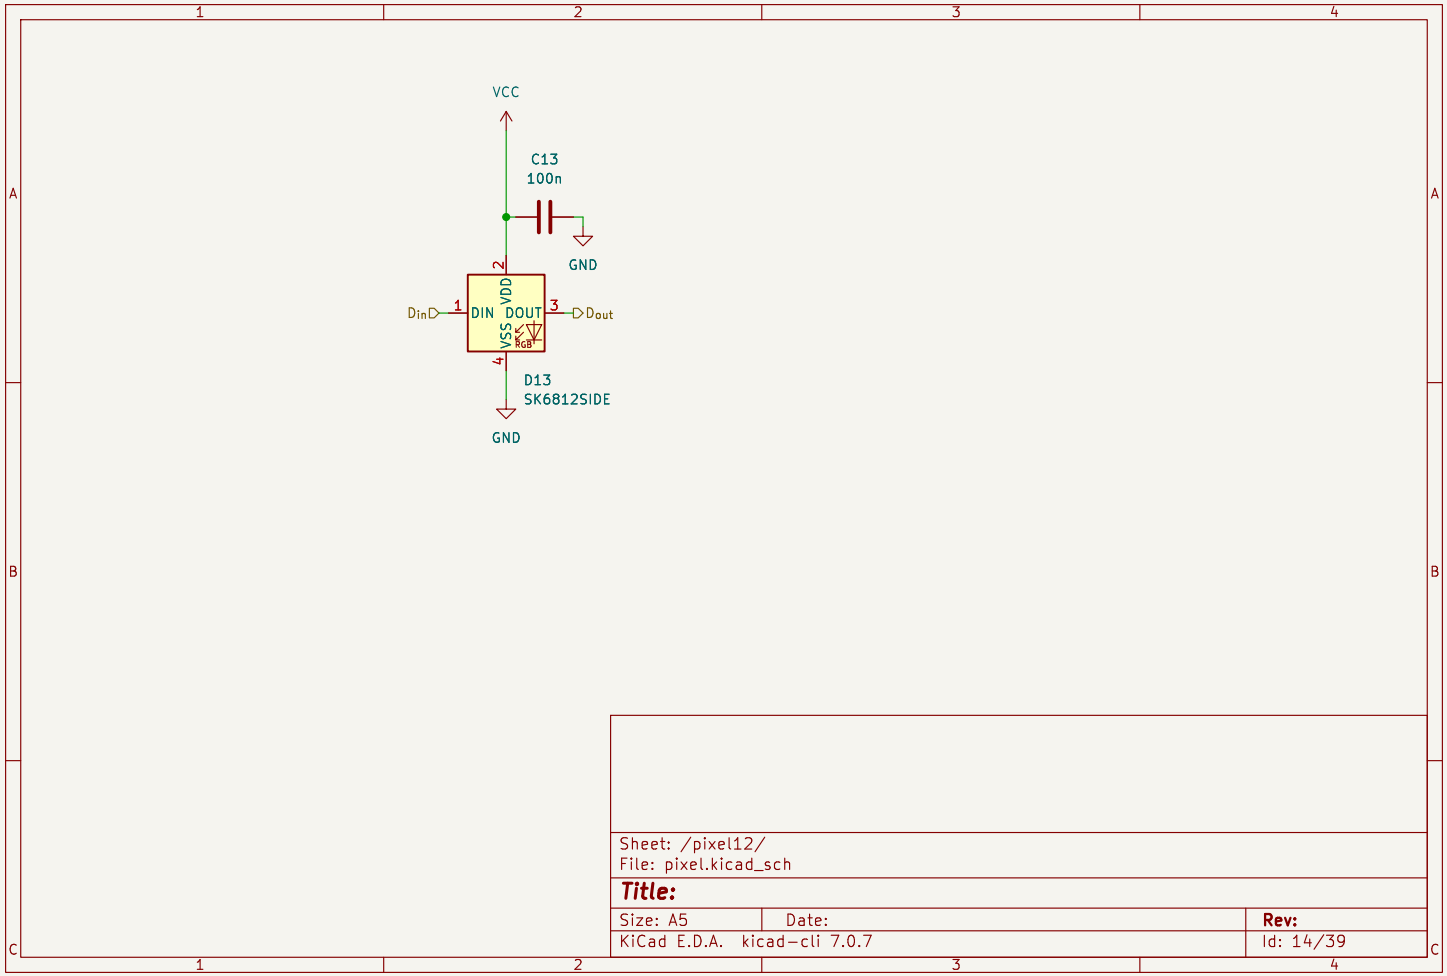 1 2 3 4
VCC
C13
100n
A A
GND
2
VDD
Din 1 DIN DOUT 3 Dout
VSS
RGB
4
D13
SK6812SIDE
GND
B B
Sheet: /pixel12/
File: pixel.kicad_sch
Title:
Size: A5 Date: Rev:
KiCad E.D.A. kicad-cli 7.0.7 Id: 14/39
C C
1 2 3 4